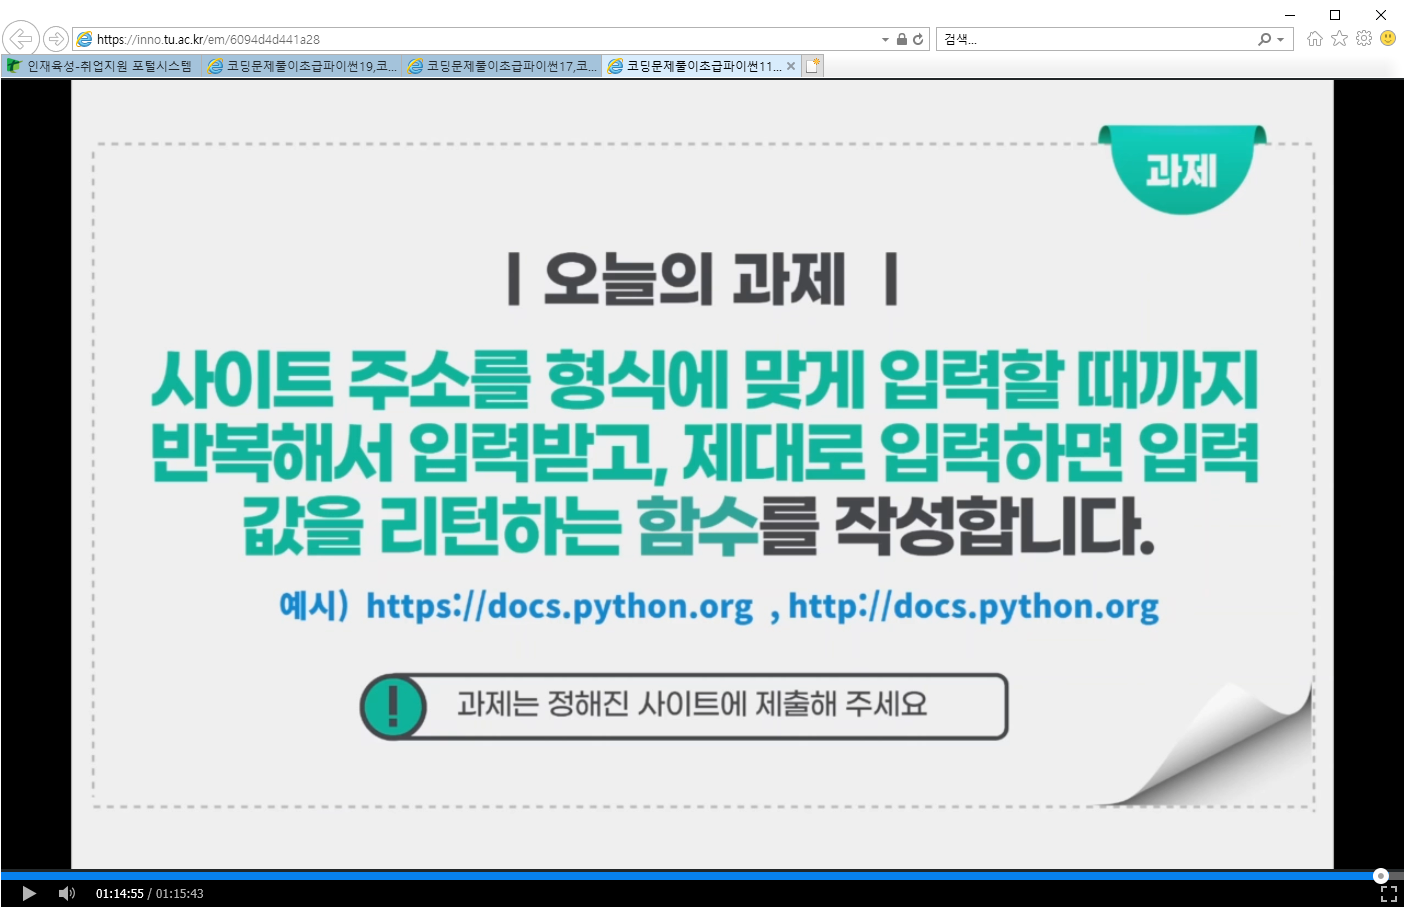 https://inno.tu.ac.kr/em/6094d4d441a28
검색...
인재육성-취업지원 포털시스템
코딩문제풀이초급파이썬19,코...
코딩문제풀이초급파이썬17,코...
코딩문제풀이초급파이썬11...
과제
| 오늘의 과제 |
사이트 주소를 형식에 맞게 입력할 때까지
반복해서 입력받고, 제대로 입력하면 입력
값을 리턴하는 함수를 작성합니다.
예시) https://docs.python.org , http://docs.python.org
! 과제는 정해진 사이트에 제출해 주세요
01:14:55 / 01:15:43